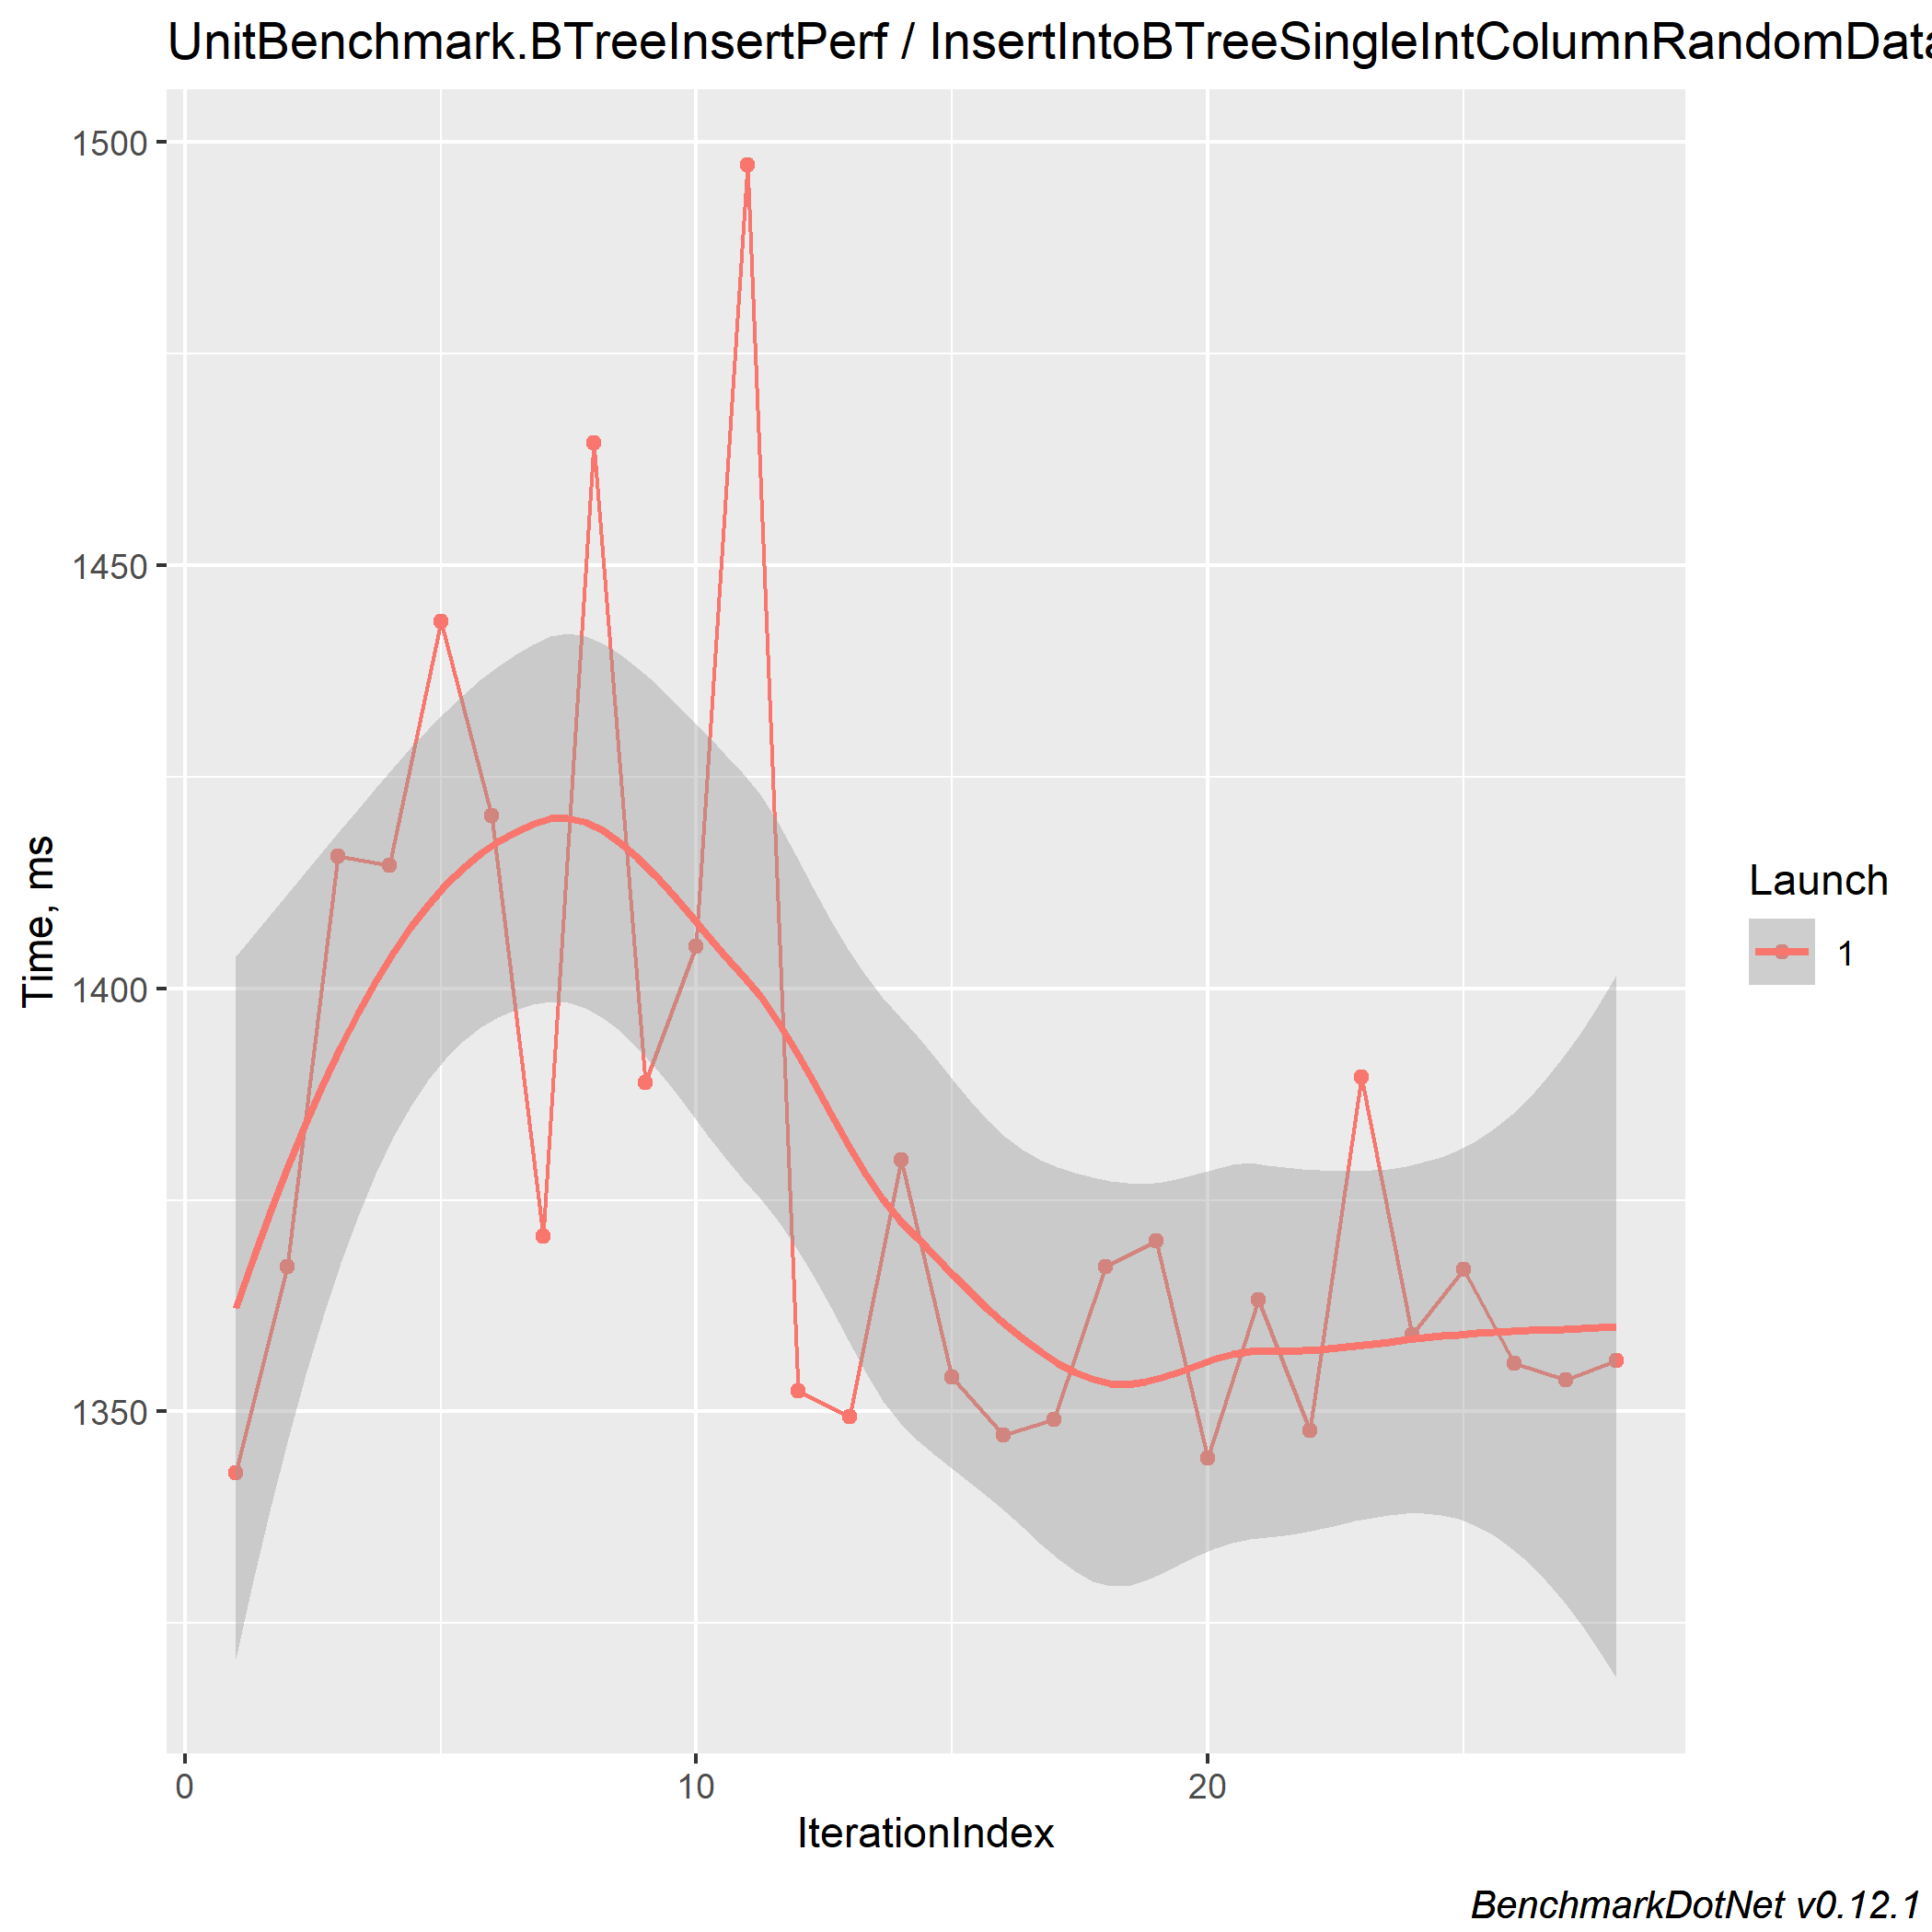 UnitBenchmark.BTreeInsertPerf / InsertIntoBTreeSingleIntColumnRandomData
1500
1450
1400
1350
Time, ms
0 10 20
IterationIndex
Launch
1
BenchmarkDotNet v0.12.1